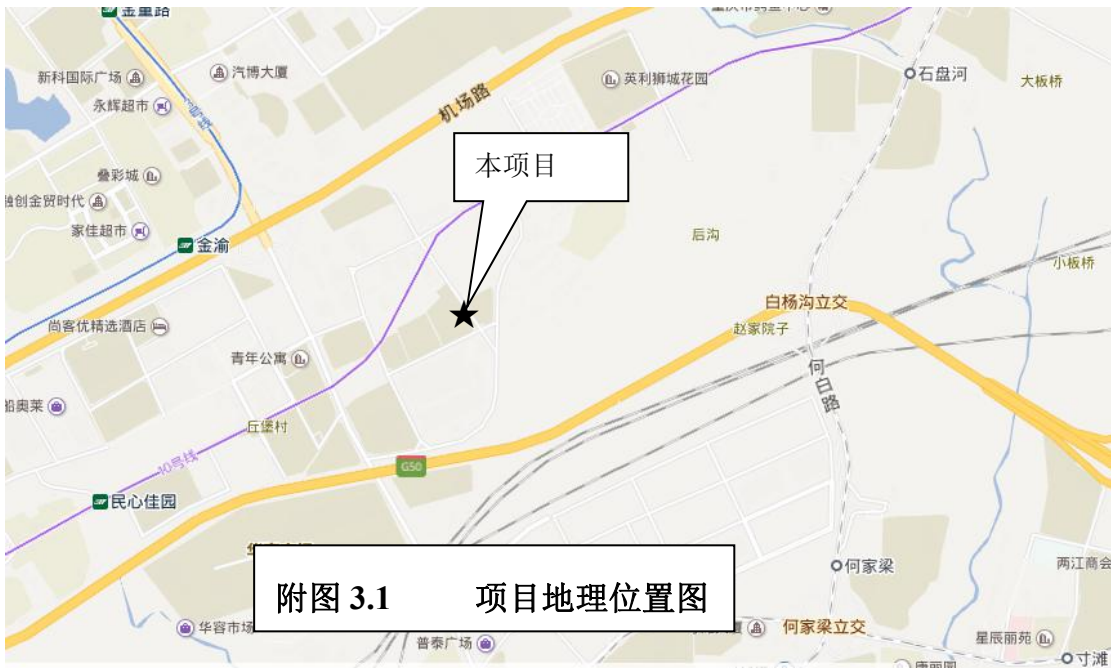 金童路
新科国际广场
汽博大厦
英利狮城花园
石盘河
大板桥
永辉超市
3号线
机场路
本项目
叠彩城
融创金贸时代
家佳超市
金渝
后沟
小板桥
白杨沟立交
尚客优精选酒店
赵家院子
青年公寓
何白路
船奥莱
丘堡村
10号线
G50
民心佳园
何家梁
两江商会
附图 3.1 项目地理位置图
华容市场
普泰广场
何家梁立交
星辰丽苑
寸滩